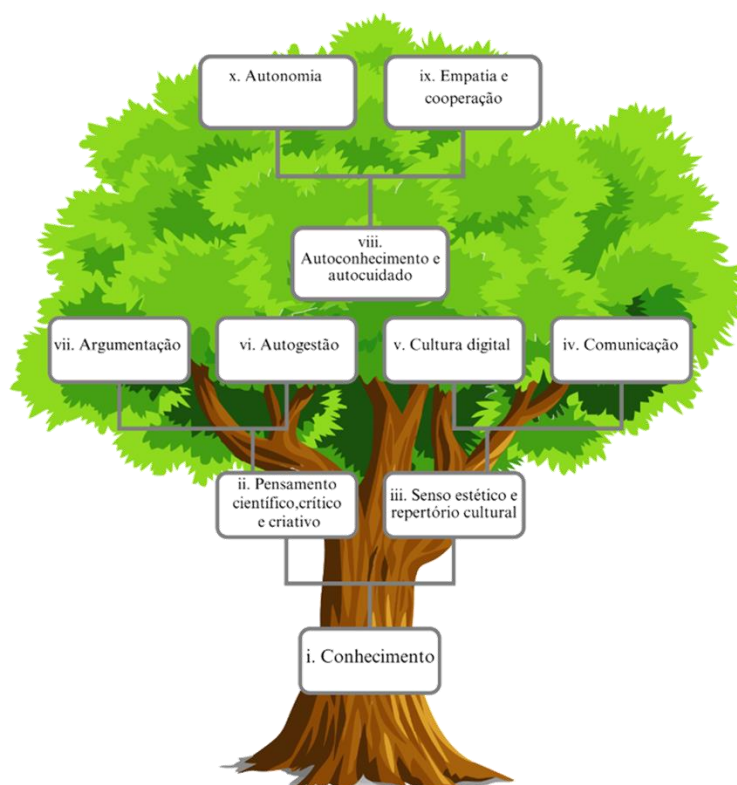 x. Autonomia
ix. Empatia e
cooperação
viii.
Autoconhecimento e
autocuidado
vii. Argumentação
vi. Autogestão
v. Cultura digital
iv. Comunicação
ii. Pensamento
científico,crítico
e criativo
iii. Senso estético e
repertório cultural
i. Conhecimento